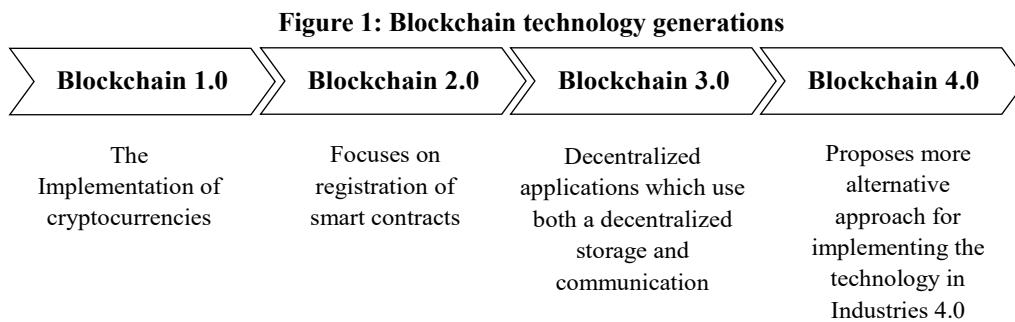 Figure 1: Blockchain technology generations
Blockchain 1.0
Blockchain 2.0
Blockchain 3.0
Blockchain 4.0
The
Implementation of
cryptocurrencies
Focuses on
registration of
smart contracts
Decentralized
applications which use
both a decentralized
storage and
communication
Proposes more
alternative
approach for
implementing the
technology in
Industries 4.0